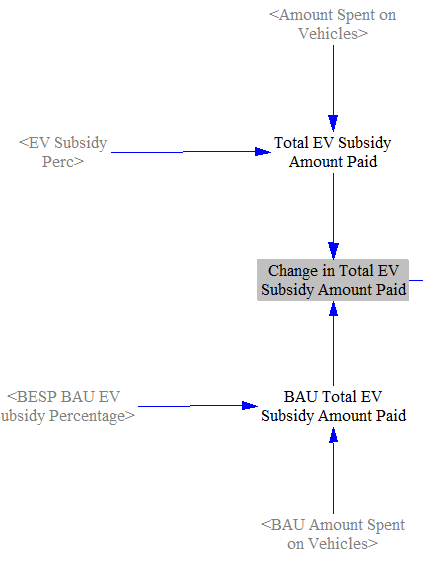 <Amount Spent on
Vehicles>
<EV Subsidy
Perc>
Total EV Subsidy
Amount Paid
Change in Total EV
Subsidy Amount Paid
<BESP BAU EV
ubsidy Percentage>
BAU Total EV
Subsidy Amount Paid
<BAU Amount Spent
on Vehicles>